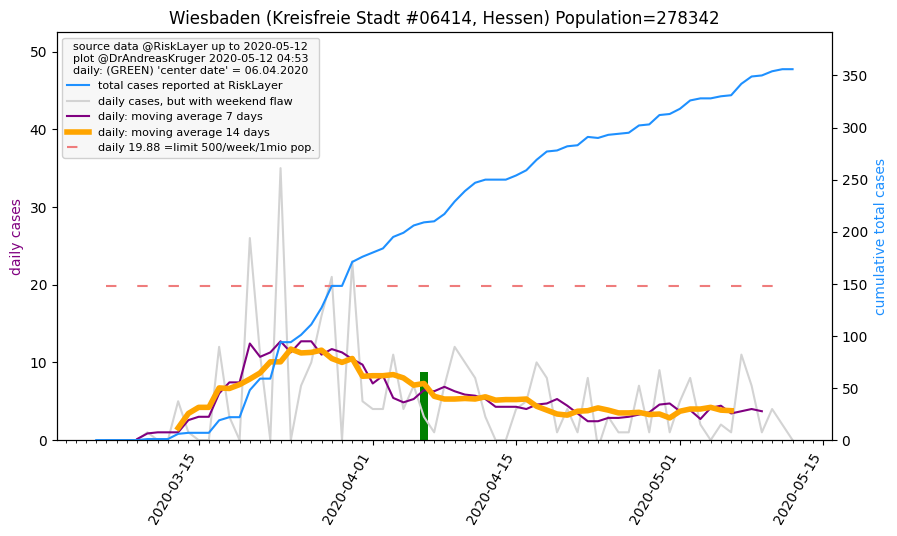 Wiesbaden (Kreisfreie Stadt #06414, Hessen) Population=278342
source data @RiskLayer up to 2020-05-12
plot @DrAndreasKruger 2020-05-12 04:53
daily: (GREEN) 'center date' = 06.04.2020
total cases reported at RiskLayer
daily cases, but with weekend flaw
daily: moving average 7 days
daily: moving average 14 days
daily 19.88 =limit 500/week/1mio pop.
daily cases
50
40
30
20
10
0
cumulative total cases
350
300
250
200
150
100
50
0
2020-03-15
2020-04-01
2020-04-15
2020-05-01
2020-05-15